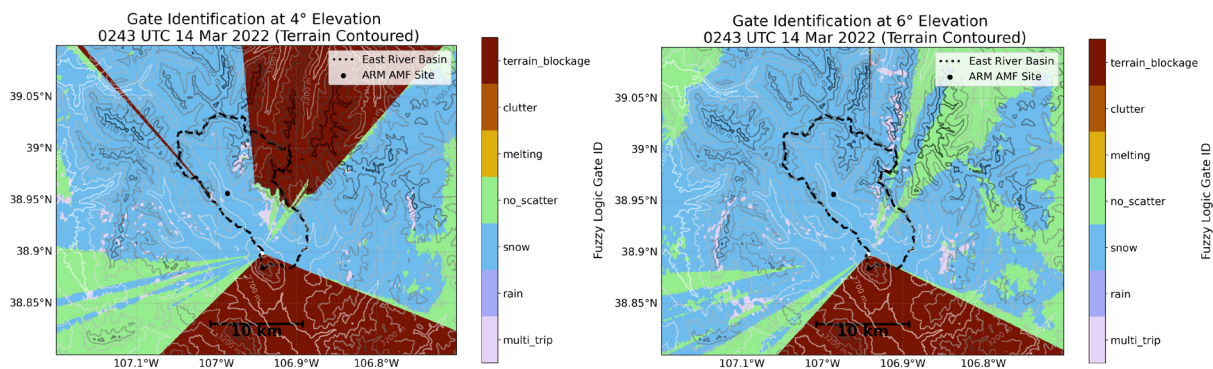 Gate Identification at 4° Elevation
0243 UTC 14 Mar 2022 (Terrain Contoured)
East River Basin
ARM AMF Site
39.05°N
39°N
38.95°N
38.9°N
38.85°N
107.1°W
107°W
106.9°W
106.8°W
10 km
terrain_blockage
clutter
melting
no_scatter
snow
rain
multi_trip
Fuzzy Logic Gate ID
Gate Identification at 6° Elevation
0243 UTC 14 Mar 2022 (Terrain Contoured)
East River Basin
ARM AMF Site
39.05°N
39°N
38.95°N
38.9°N
38.85°N
107.1°W
107°W
106.9°W
106.8°W
10 km
terrain_blockage
clutter
melting
no_scatter
snow
rain
multi_trip
Fuzzy Logic Gate ID